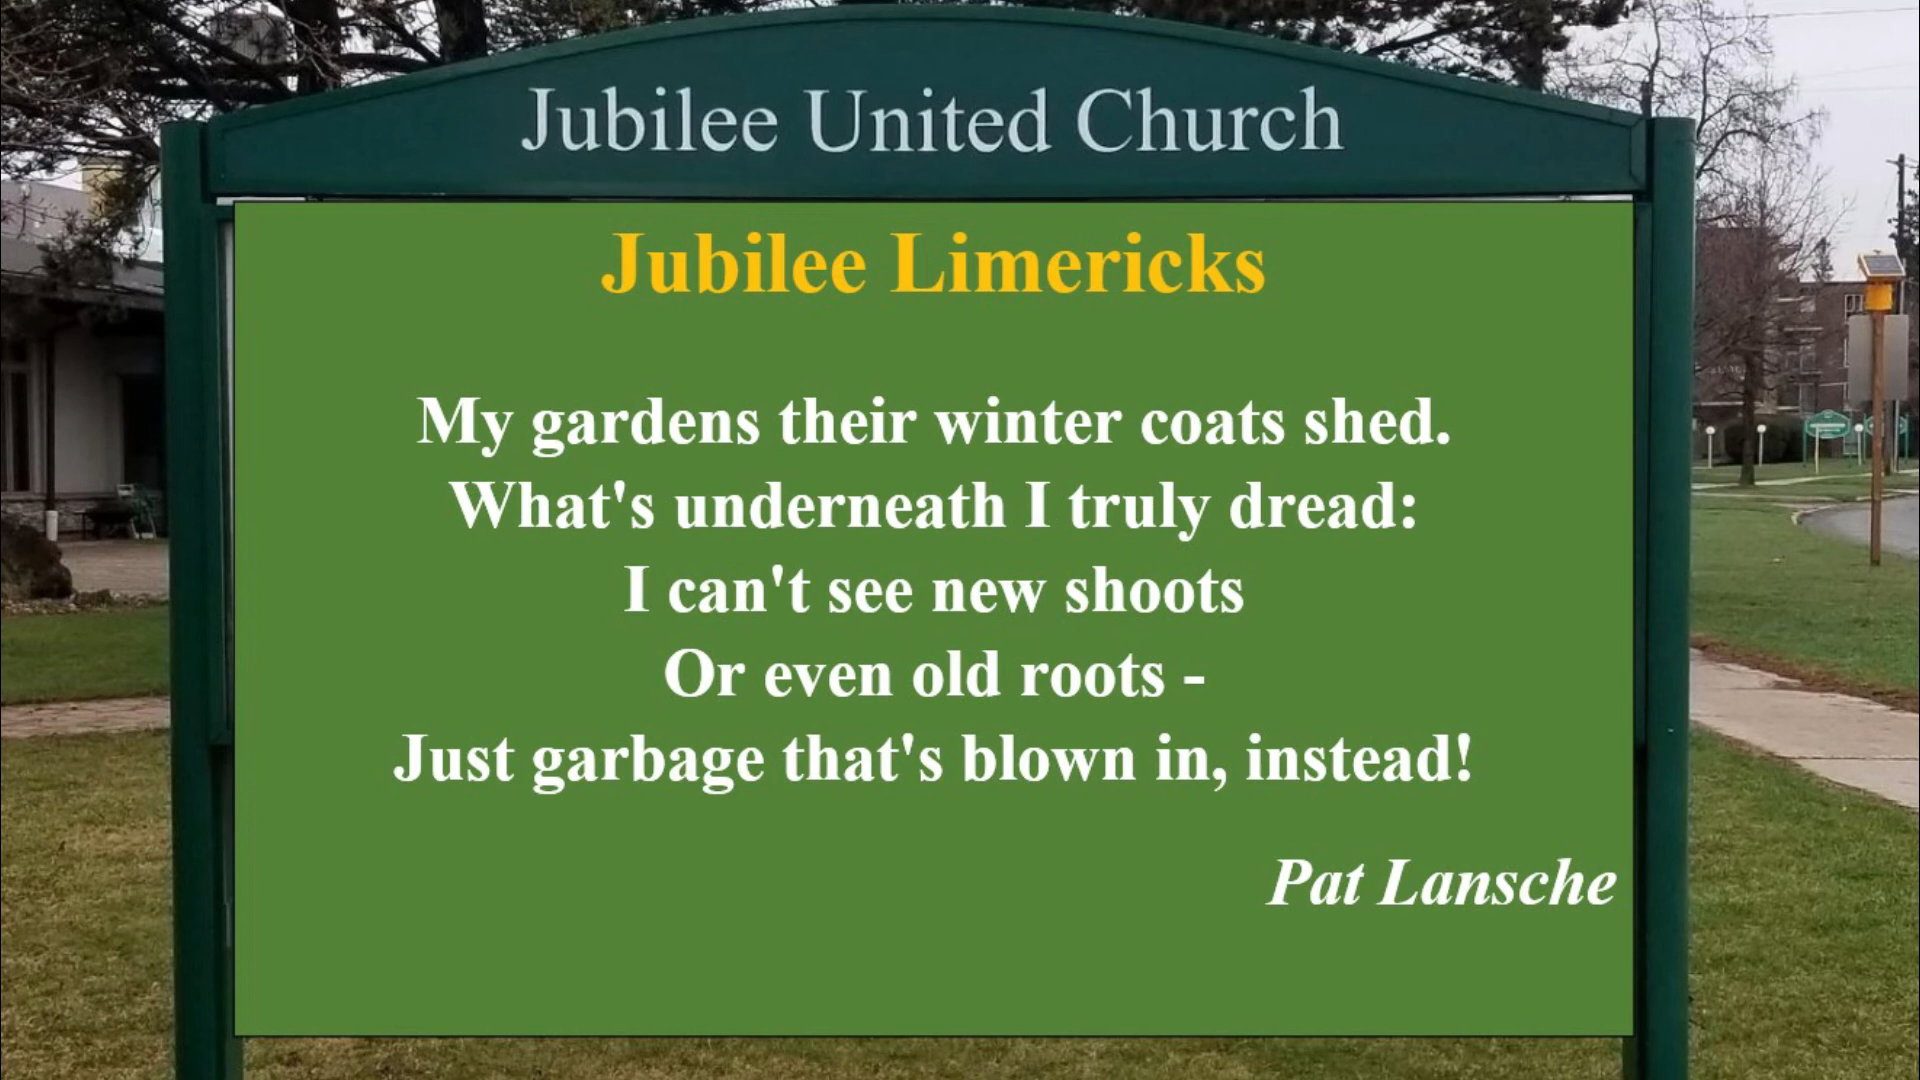 Jubilee United Church
Jubilee Limericks
My gardens their winter coats shed.
What's underneath I truly dread:
I can't see new shoots
Or even old roots -
Just garbage that's blown in, instead!
Pat Lansche